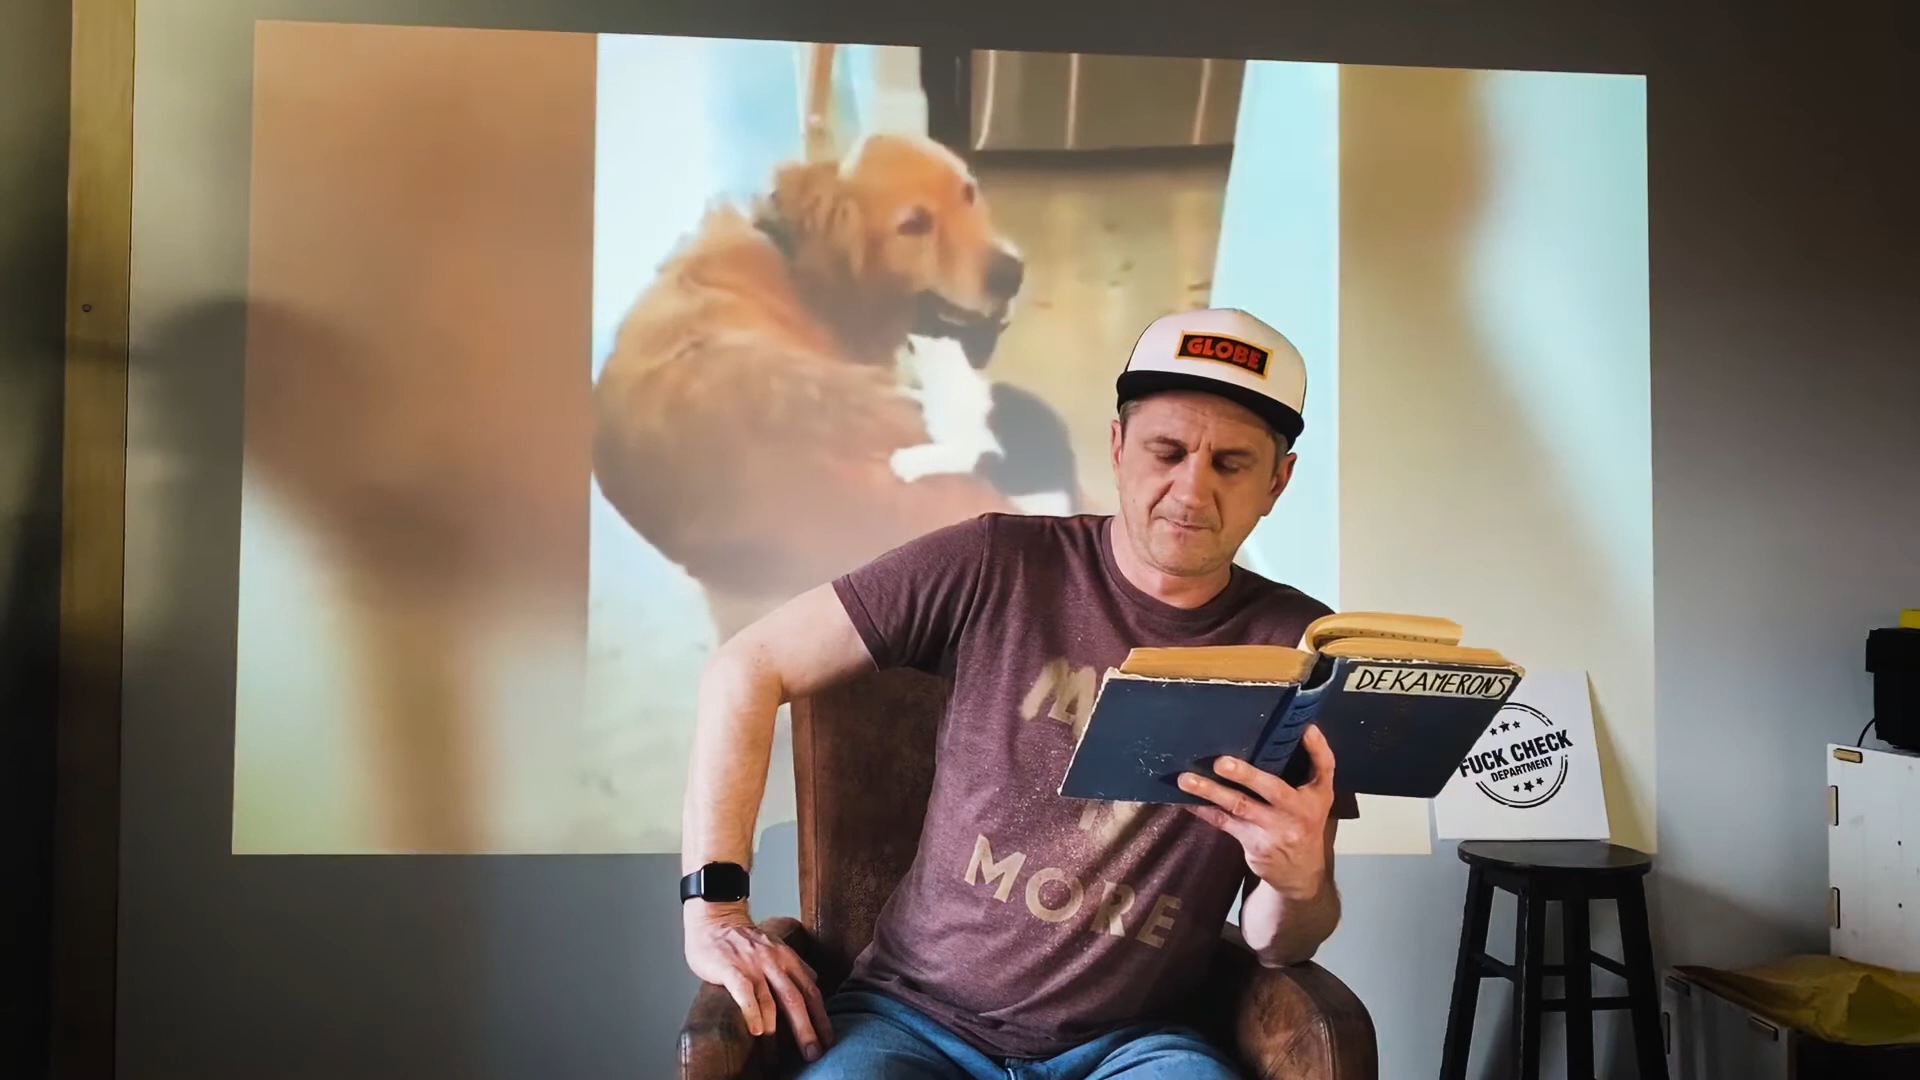 GLOBE
DEKAMERONS
FUCK CHECK
DEPARTMENT
MORE